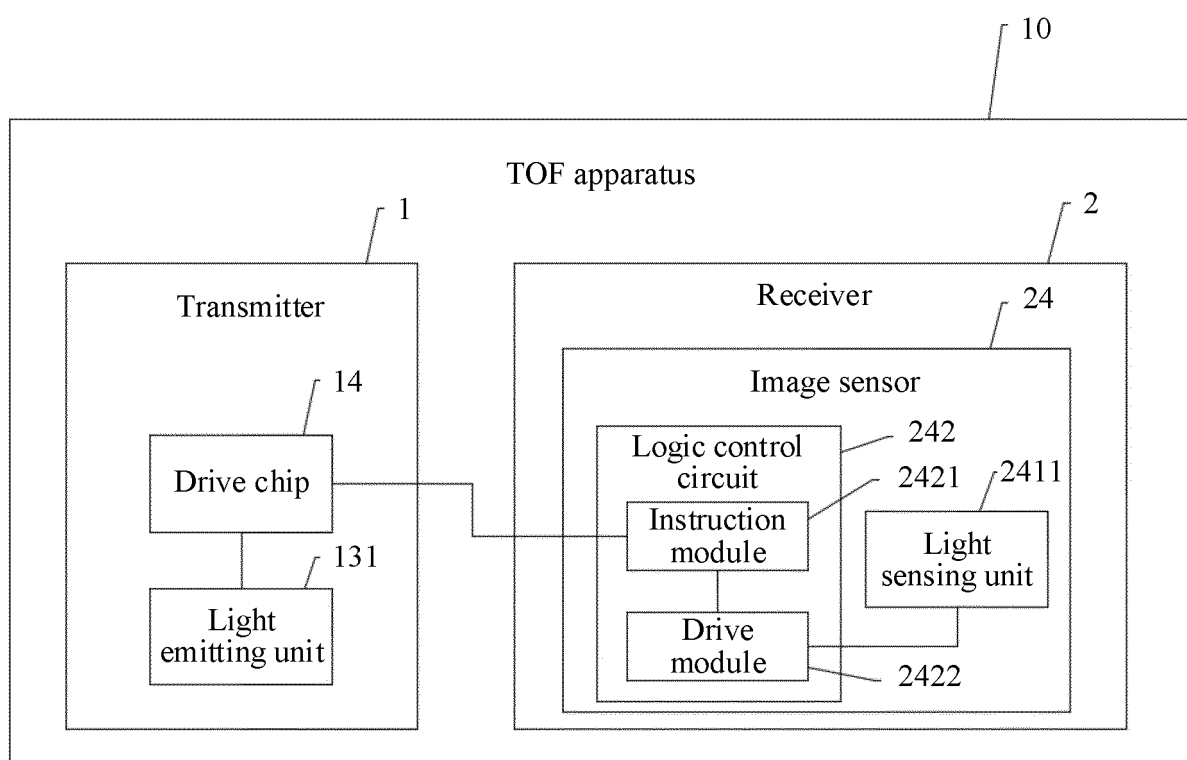 10
TOF apparatus
1
2
Transmitter
Receiver
24
Image sensor
14
Drive chip
242
Logic control
circuit
2421
2411
Instruction
module
Light
sensing unit
131
Light
emitting unit
Drive
module
2422